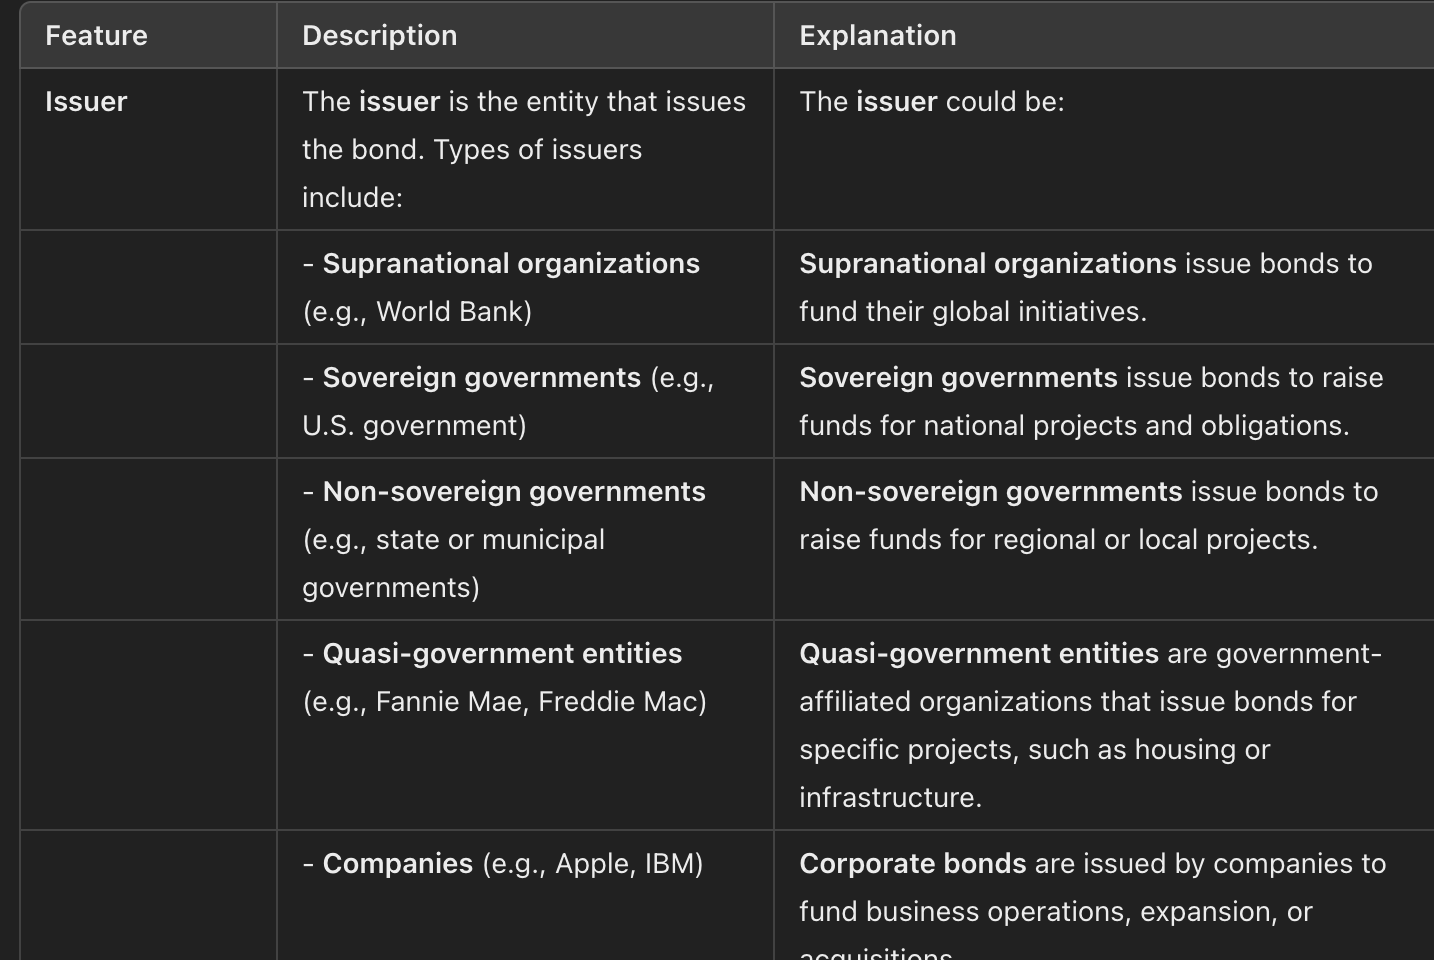 Feature
Description
Explanation
Issuer
The issuer is the entity that issues
the bond. Types of issuers
include:
The issuer could be:
- Supranational organizations
(e.g., World Bank)
Supranational organizations issue bonds to
fund their global initiatives.
- Sovereign governments (e.g.,
U.S. government)
Sovereign governments issue bonds to raise
funds for national projects and obligations.
- Non-sovereign governments
(e.g., state or municipal
governments)
Non-sovereign governments issue bonds to
raise funds for regional or local projects.
- Quasi-government entities
(e.g., Fannie Mae, Freddie Mac)
Quasi-government entities are government-
affiliated organizations that issue bonds for
specific projects, such as housing or
infrastructure.
- Companies (e.g., Apple, IBM)
Corporate bonds are issued by companies to
fund business operations, expansion, or
acquisitions.